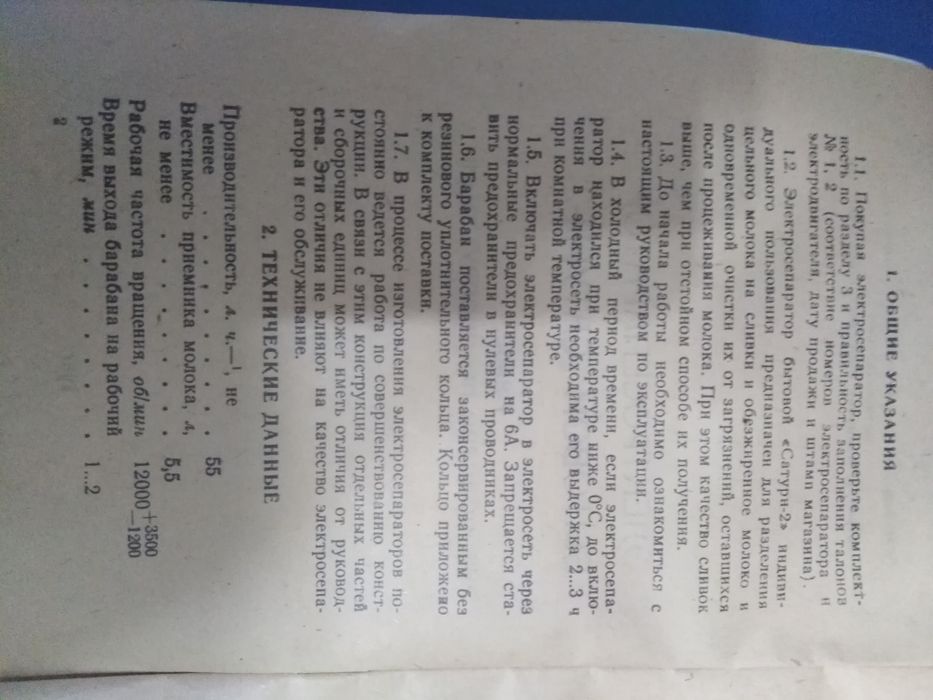 1. ОБЩИЕ УКАЗАНИЯ
1.1. Покупая электросепаратор, проверьте комплект-
ность по разделу 3 и правильность заполнения талонов
№ 1, 2 (соответствие номеров электросепаратора и
электродвигателя, дату продажи и штамп магазина).
1.2. Электросепаратор бытовой «Сатурн-2» индиви-
дуального пользования предназначен для разделения
цельного молока на сливки и обезжиренное молоко и
одновременной очистки их от загрязнений, оставшихся
после процеживания молока. При этом качество сливок
выше, чем при отстойном способе их получения.
1.3. До начала работы необходимо ознакомиться с
настоящим руководством по эксплуатации.
1.4. В холодный период времени, если электросепа-
ратор находился при температуре ниже 0°С, до вклю-
чения в электросеть необходима его выдержка 2...3 ч
при комнатной температуре.
1.5. Включать электросепаратор в электросеть через
нормальные предохранители на 6А. Запрещается ста-
вить предохранители в нулевых проводниках.
1.6. Барабан поставляется законсервированным без
резинового уплотнительного кольца. Кольцо приложено
к комплекту поставки.
1.7. В процессе изготовления электросепараторов по-
стоянно ведется работа по совершенствованию конст-
рукции. В связи с этим конструкция отдельных частей
и сборочных единиц может иметь отличия от руковод-
ства. Эти отличия не влияют на качество электросепа-
ратора и его обслуживание.
2. ТЕХНИЧЕСКИЕ ДАННЫЕ
Производительность, л. ч.—¹, не
менее . . . . . . . . 55
Вместимость приемника молока, л,
не менее . . . . . . 5,5
Рабочая частота вращения, об/мин 12000+3500
—1200
Время выхода барабана на рабочий
режим, мин . . . . . . . 1...2
2